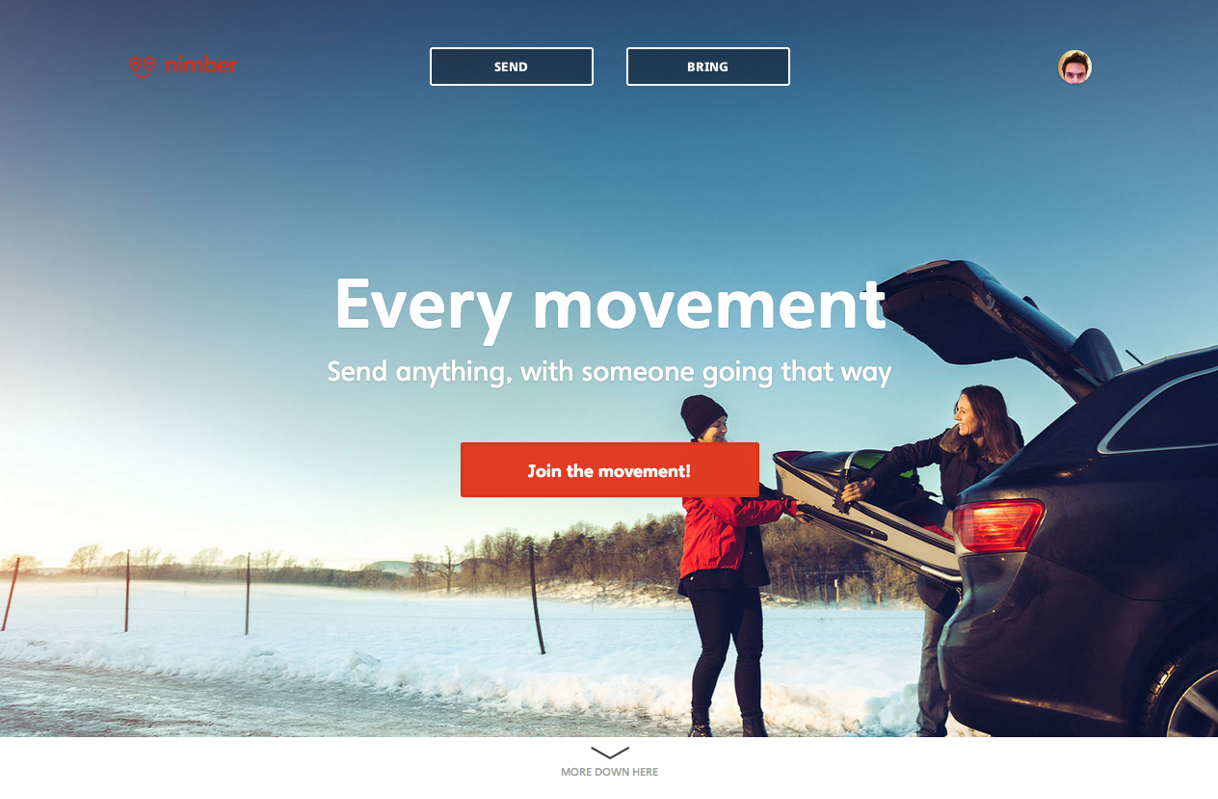 nimber
SEND
BRING
Every movement
Send anything, with someone going that way
Join the movement!
MORE DOWN HERE